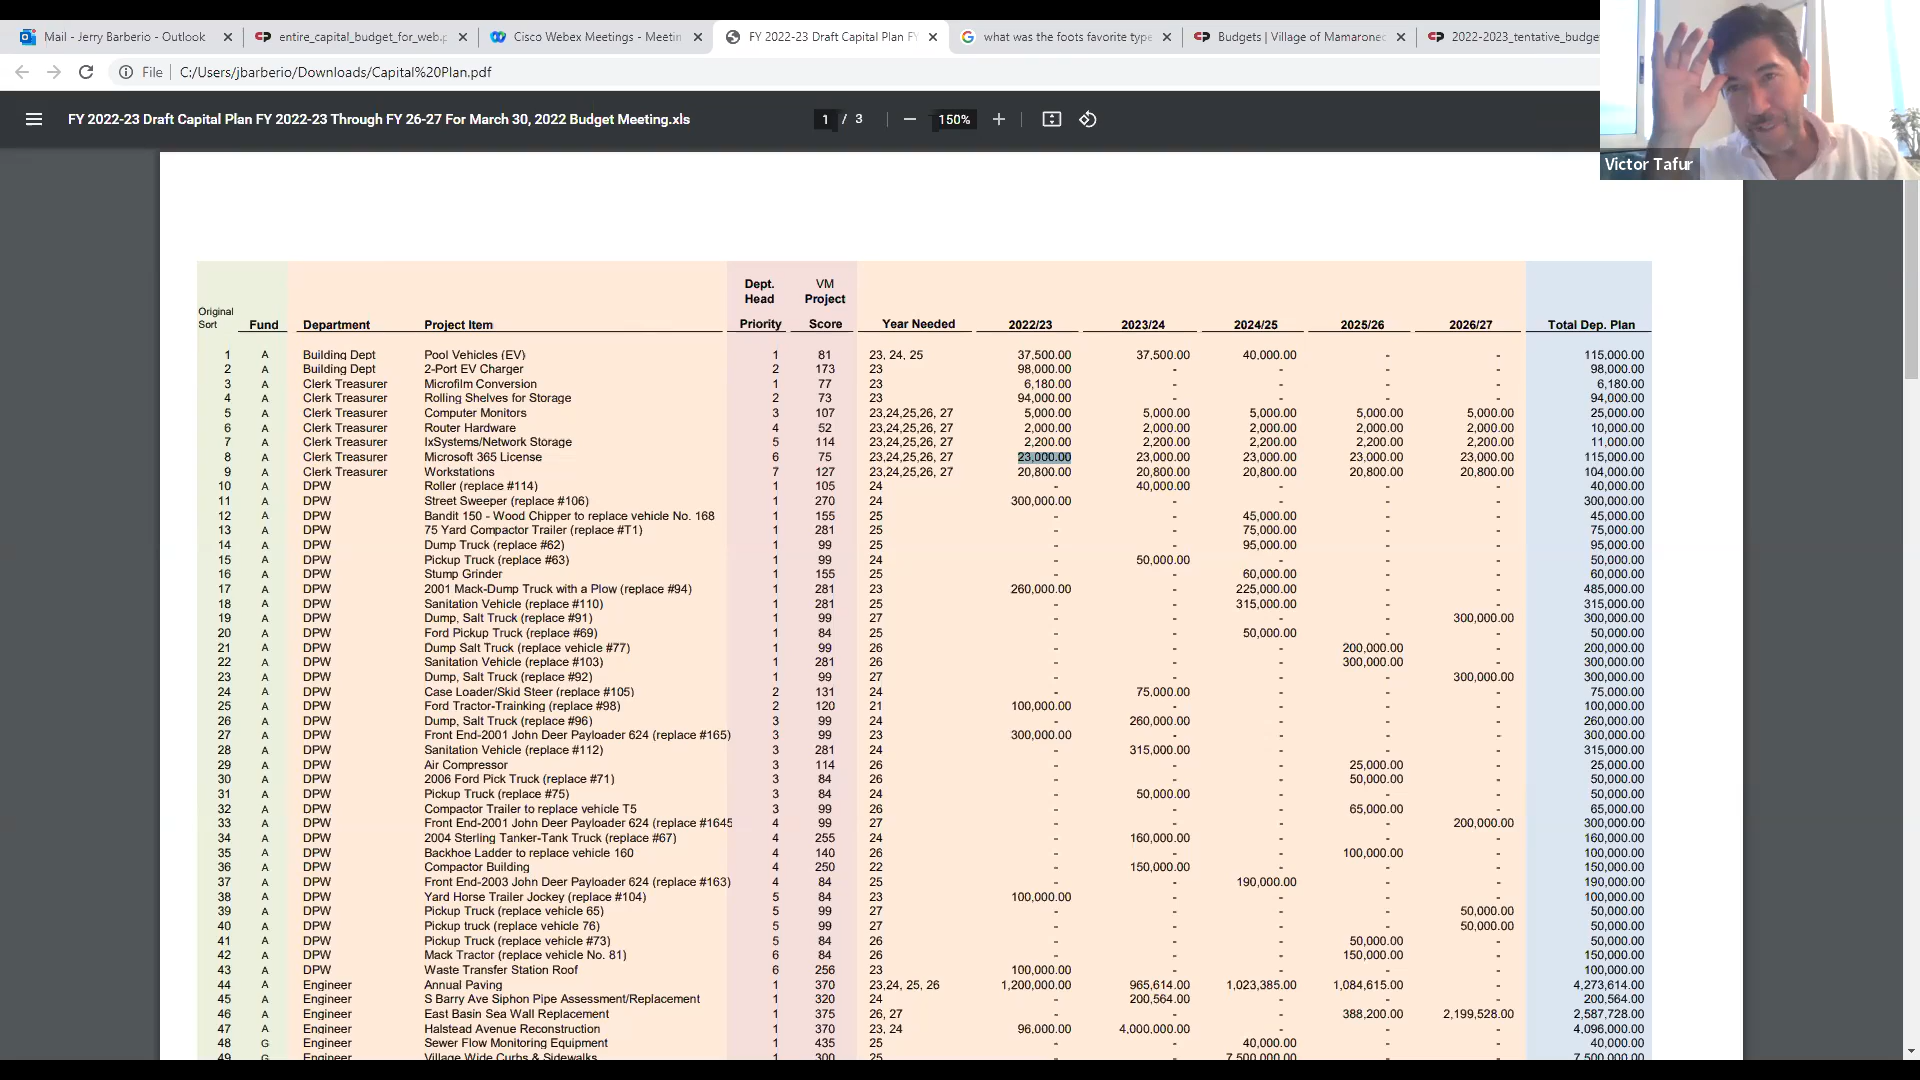 Mail - Jerry Barberio - Outlook
entire_capital_budget_for_web.p
Cisco Webex Meetings - Meetin
FY 2022-23 Draft Capital Plan FY
what was the foots favorite type
Budgets | Village of Mamaronec
2022-2023_tentative_budget
File C:/Users/jbarberio/Downloads/Capital%20Plan.pdf
FY 2022-23 Draft Capital Plan FY 2022-23 Through FY 26-27 For March 30, 2022 Budget Meeting.xls 1 / 3 150%
Victor Tafur
Dept. VM
Head Project
Original
Sort Fund Department Project Item Priority Score Year Needed 2022/23 2023/24 2024/25 2025/26 2026/27 Total Dep. Plan
1 A Building Dept Pool Vehicles (EV) 1 81 23, 24, 25 37,500.00 37,500.00 40,000.00 - - 115,000.00
2 A Building Dept 2-Port EV Charger 2 173 23 98,000.00 - - - - 98,000.00
3 A Clerk Treasurer Microfilm Conversion 1 77 23 6,180.00 - - - - 6,180.00
4 A Clerk Treasurer Rolling Shelves for Storage 2 73 23 94,000.00 - - - - 94,000.00
5 A Clerk Treasurer Computer Monitors 3 107 23,24,25,26, 27 5,000.00 5,000.00 5,000.00 5,000.00 5,000.00 25,000.00
6 A Clerk Treasurer Router Hardware 4 52 23,24,25,26, 27 2,000.00 2,000.00 2,000.00 2,000.00 2,000.00 10,000.00
7 A Clerk Treasurer IxSystems/Network Storage 5 114 23,24,25,26, 27 2,200.00 2,200.00 2,200.00 2,200.00 2,200.00 11,000.00
8 A Clerk Treasurer Microsoft 365 License 6 75 23,24,25,26, 27 23,000.00 23,000.00 23,000.00 23,000.00 23,000.00 115,000.00
9 A Clerk Treasurer Workstations 7 127 23,24,25,26, 27 20,800.00 20,800.00 20,800.00 20,800.00 20,800.00 104,000.00
10 A DPW Roller (replace #114) 1 105 24 - 40,000.00 - - - 40,000.00
11 A DPW Street Sweeper (replace #106) 1 270 24 300,000.00 - - - - 300,000.00
12 A DPW Bandit 150 - Wood Chipper to replace vehicle No. 168 1 155 25 - - 45,000.00 - - 45,000.00
13 A DPW 75 Yard Compactor Trailer (replace #T1) 1 281 25 - - 75,000.00 - - 75,000.00
14 A DPW Dump Truck (replace #62) 1 99 25 - - 95,000.00 - - 95,000.00
15 A DPW Pickup Truck (replace #63) 1 99 24 - 50,000.00 - - - 50,000.00
16 A DPW Stump Grinder 1 155 25 - - 60,000.00 - - 60,000.00
17 A DPW 2001 Mack-Dump Truck with a Plow (replace #94) 1 281 23 260,000.00 - 225,000.00 - - 485,000.00
18 A DPW Sanitation Vehicle (replace #110) 1 281 25 - - 315,000.00 - - 315,000.00
19 A DPW Dump, Salt Truck (replace #91) 1 99 27 - - - - 300,000.00 300,000.00
20 A DPW Ford Pickup Truck (replace #69) 1 84 25 - - 50,000.00 - - 50,000.00
21 A DPW Dump Salt Truck (replace vehicle #77) 1 99 26 - - - 200,000.00 - 200,000.00
22 A DPW Sanitation Vehicle (replace #103) 1 281 26 - - - 300,000.00 - 300,000.00
23 A DPW Dump, Salt Truck (replace #92) 1 99 27 - - - - 300,000.00 300,000.00
24 A DPW Case Loader/Skid Steer (replace #105) 2 131 24 - 75,000.00 - - - 75,000.00
25 A DPW Ford Tractor-Trainking (replace #98) 2 120 21 100,000.00 - - - - 100,000.00
26 A DPW Dump, Salt Truck (replace #96) 3 99 24 - 260,000.00 - - - 260,000.00
27 A DPW Front End-2001 John Deer Payloader 624 (replace #165) 3 99 23 300,000.00 - - - - 300,000.00
28 A DPW Sanitation Vehicle (replace #112) 3 281 24 - 315,000.00 - - - 315,000.00
29 A DPW Air Compressor 3 114 26 - - - 25,000.00 - 25,000.00
30 A DPW 2006 Ford Pick Truck (replace #71) 3 84 26 - - - 50,000.00 - 50,000.00
31 A DPW Pickup Truck (replace #75) 3 84 24 - 50,000.00 - - - 50,000.00
32 A DPW Compactor Trailer to replace vehicle T5 3 99 26 - - - 65,000.00 - 65,000.00
33 A DPW Front End-2001 John Deer Payloader 624 (replace #1645 4 99 27 - - - - 200,000.00 300,000.00
34 A DPW 2004 Sterling Tanker-Tank Truck (replace #67) 4 255 24 - 160,000.00 - - - 160,000.00
35 A DPW Backhoe Ladder to replace vehicle 160 4 140 26 - - - 100,000.00 - 100,000.00
36 A DPW Compactor Building 4 250 22 - 150,000.00 - - - 150,000.00
37 A DPW Front End-2003 John Deer Payloader 624 (replace #163) 4 84 25 - - 190,000.00 - - 190,000.00
38 A DPW Yard Horse Trailer Jockey (replace #104) 5 84 23 100,000.00 - - - - 100,000.00
39 A DPW Pickup Truck (replace vehicle 65) 5 99 27 - - - - 50,000.00 50,000.00
40 A DPW Pickup truck (replace vehicle 76) 5 99 27 - - - - 50,000.00 50,000.00
41 A DPW Pickup Truck (replace vehicle #73) 5 84 26 - - - 50,000.00 - 50,000.00
42 A DPW Mack Tractor (replace vehicle No. 81) 6 84 26 - - - 150,000.00 - 150,000.00
43 A DPW Waste Transfer Station Roof 6 256 23 100,000.00 - - - - 100,000.00
44 A Engineer Annual Paving 1 370 23,24, 25, 26 1,200,000.00 965,614.00 1,023,385.00 1,084,615.00 - 4,273,614.00
45 A Engineer S Barry Ave Siphon Pipe Assessment/Replacement 1 320 24 - 200,564.00 - - - 200,564.00
46 A Engineer East Basin Sea Wall Replacement 1 375 26, 27 - - - 388,200.00 2,199,528.00 2,587,728.00
47 A Engineer Halstead Avenue Reconstruction 1 370 23, 24 96,000.00 4,000,000.00 - - - 4,096,000.00
48 G Engineer Sewer Flow Monitoring Equipment 1 435 25 - - 40,000.00 - - 40,000.00
49 G Engineer Village Wide Curbs & Sidewalks 1 300 25 - - 7,500,000.00 - - 7,500,000.00